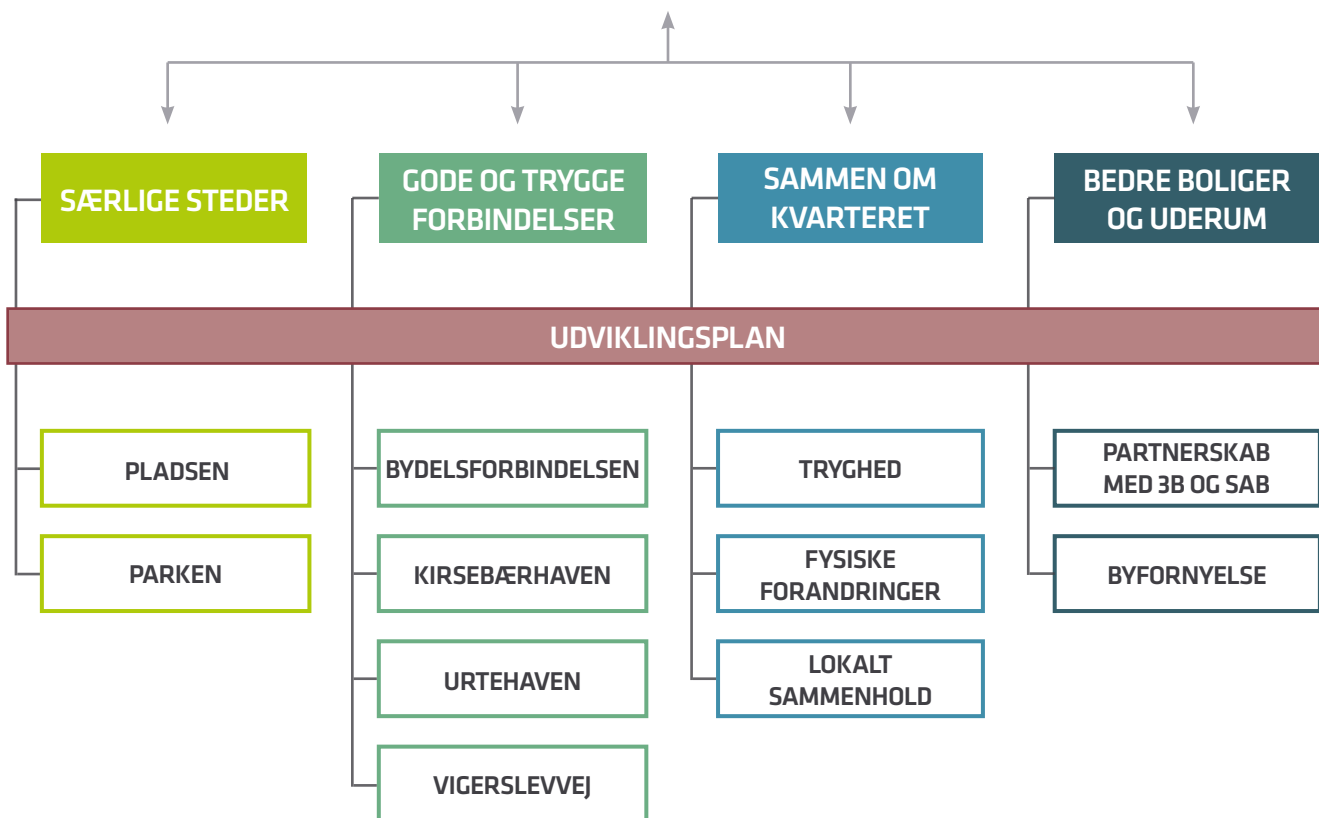 SÆRLIGE STEDER
GODE OG TRYGGE
FORBINDELSER
SAMMEN OM
KVARTERET
BEDRE BOLIGER
OG UDERUM
UDVIKLINGSPLAN
PLADSEN
PARKEN
BYDELSFORBINDELSEN
KIRSEBÆRHAVEN
URTEHAVEN
VIGERSLEVVEJ
TRYGHED
FYSISKE
FORANDRINGER
LOKALT
SAMMENHOLD
PARTNERSKAB
MED 3B OG SAB
BYFORNYELSE